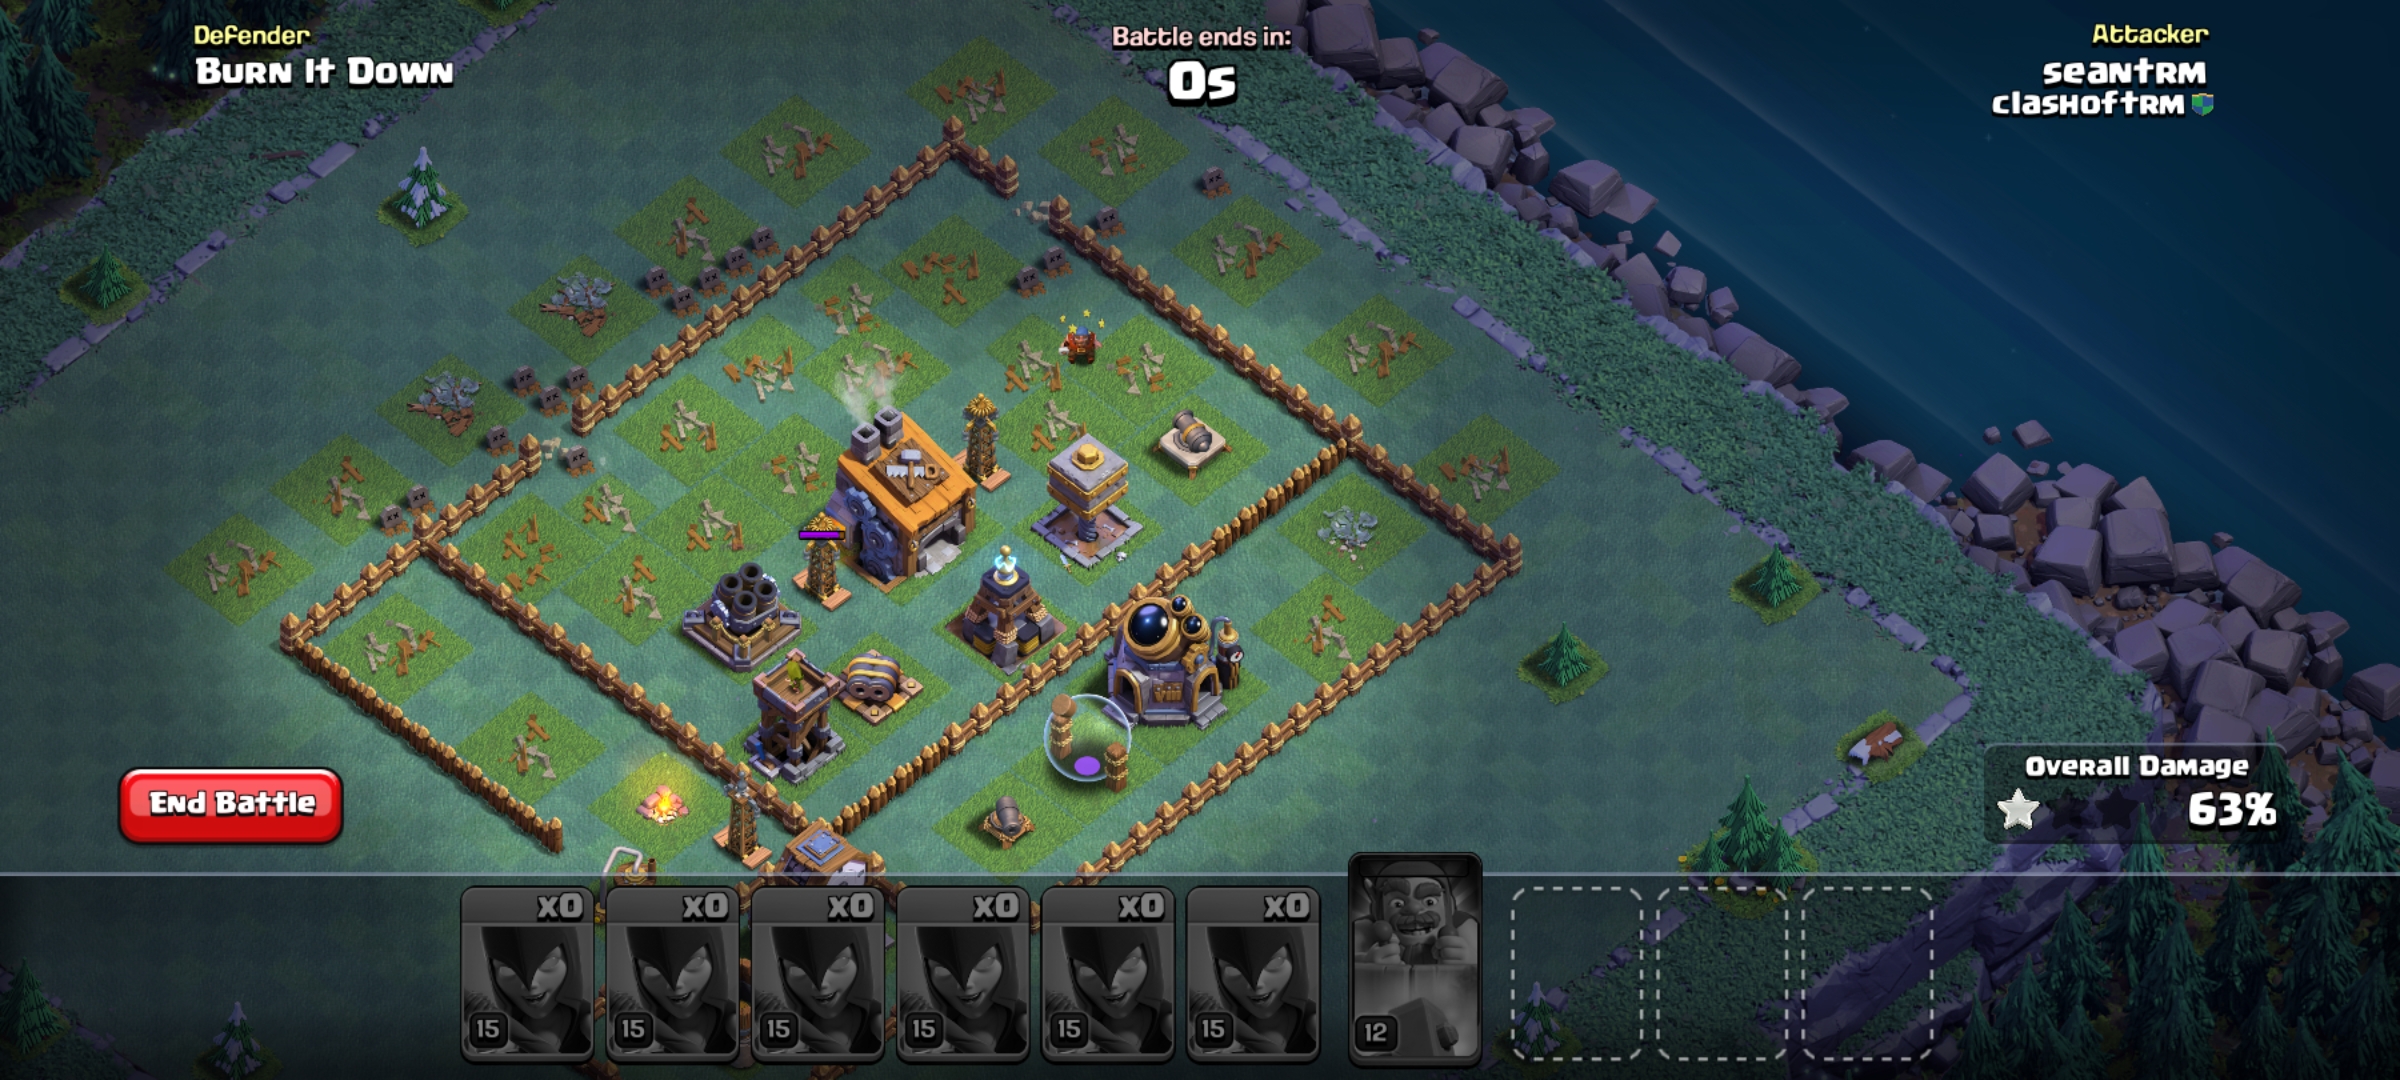 Defender
Burn It Down
Battle ends in:
0s
Attacker
seantRM
clashoftRM
End Battle
Overall Damage
63%
x0
x0
x0
x0
x0
x0
15
15
15
15
15
15
12